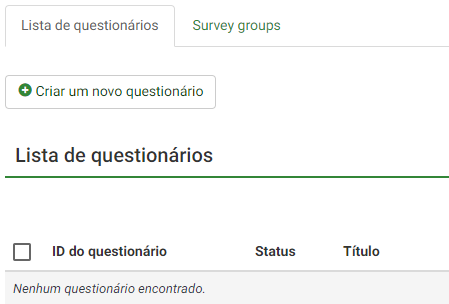 Lista de questionários Survey groups
Criar um novo questionário
Lista de questionários
ID do questionário Status Título
Nenhum questionário encontrado.